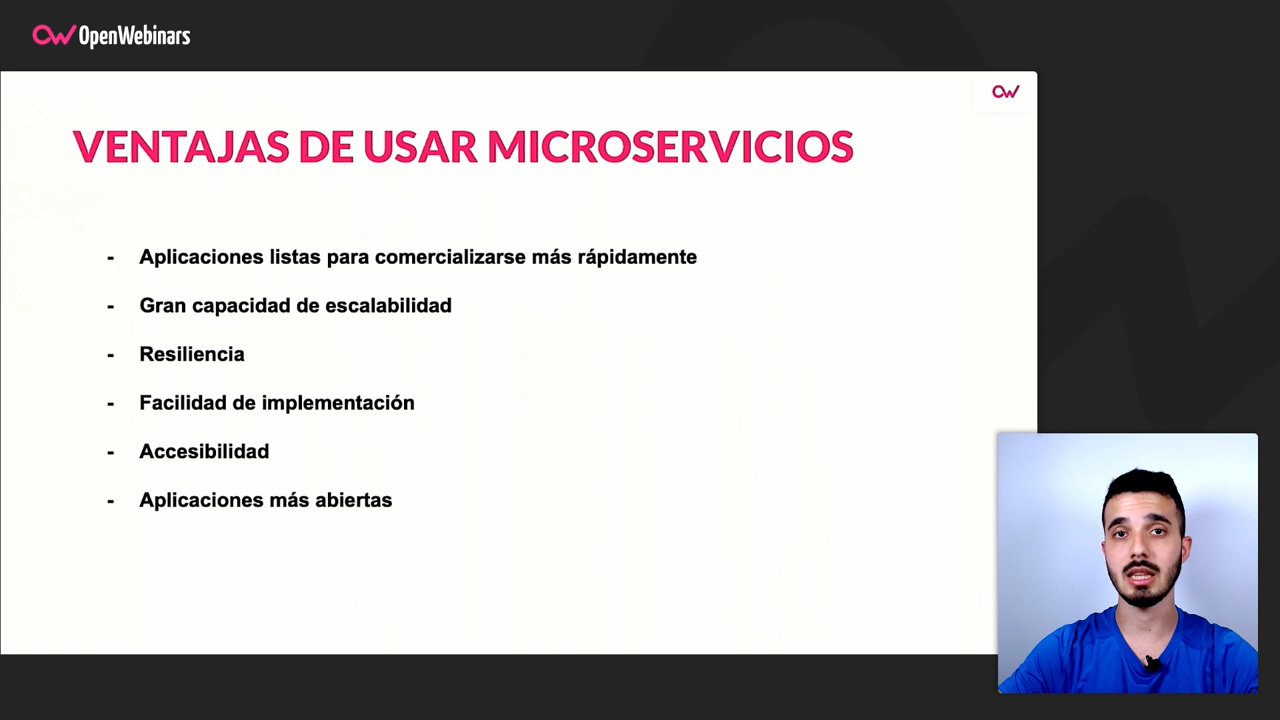 OpenWebinars
VENTAJAS DE USAR MICROSERVICIOS
- Aplicaciones listas para comercializarse más rápidamente
- Gran capacidad de escalabilidad
- Resiliencia
- Facilidad de implementación
- Accesibilidad
- Aplicaciones más abiertas